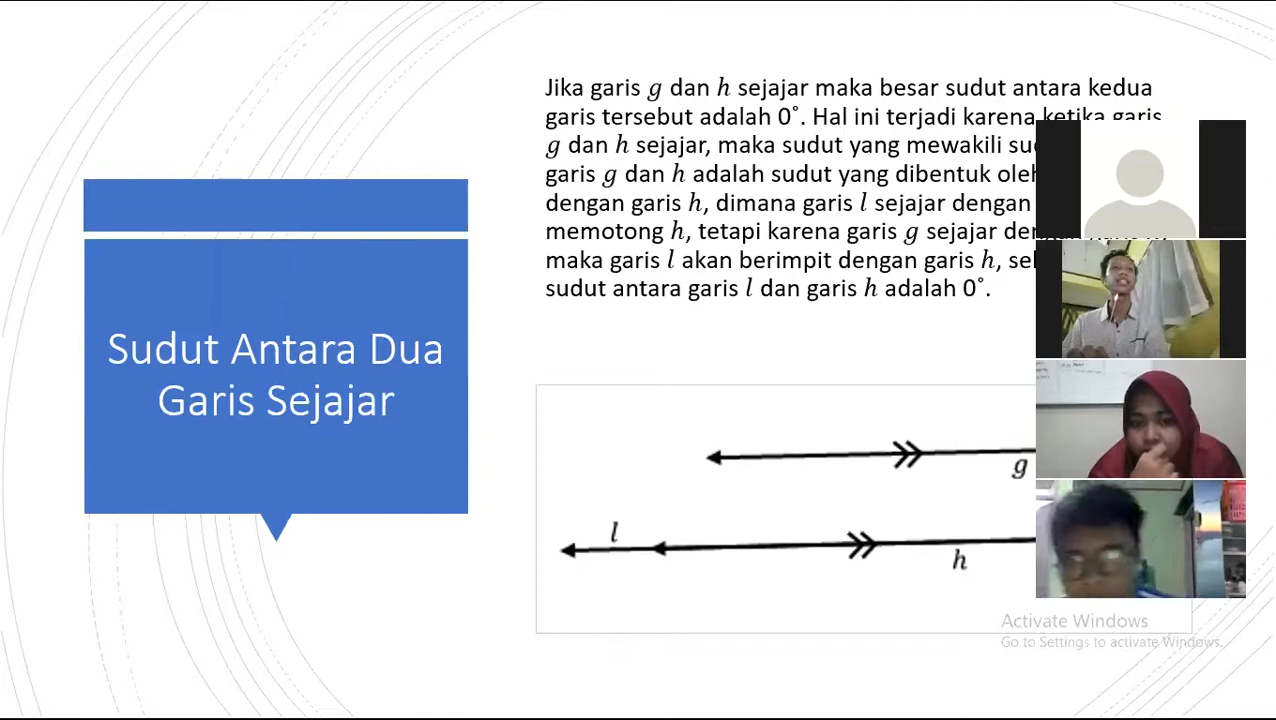 Sudut Antara Dua
Garis Sejajar
Jika garis g dan h sejajar maka besar sudut antara kedua
garis tersebut adalah 0°. Hal ini terjadi karena ketika garis
g dan h sejajar, maka sudut yang mewakili
garis g dan h adalah sudut yang dibentuk
dengan garis h, dimana garis l sejajar dengan
memotong h, tetapi karena garis g sejajar
maka garis l akan berimpit dengan garis h,
sudut antara garis l dan garis h adalah 0°.
g
l
h
Activate Windows
Go to Settings to activate Windows.